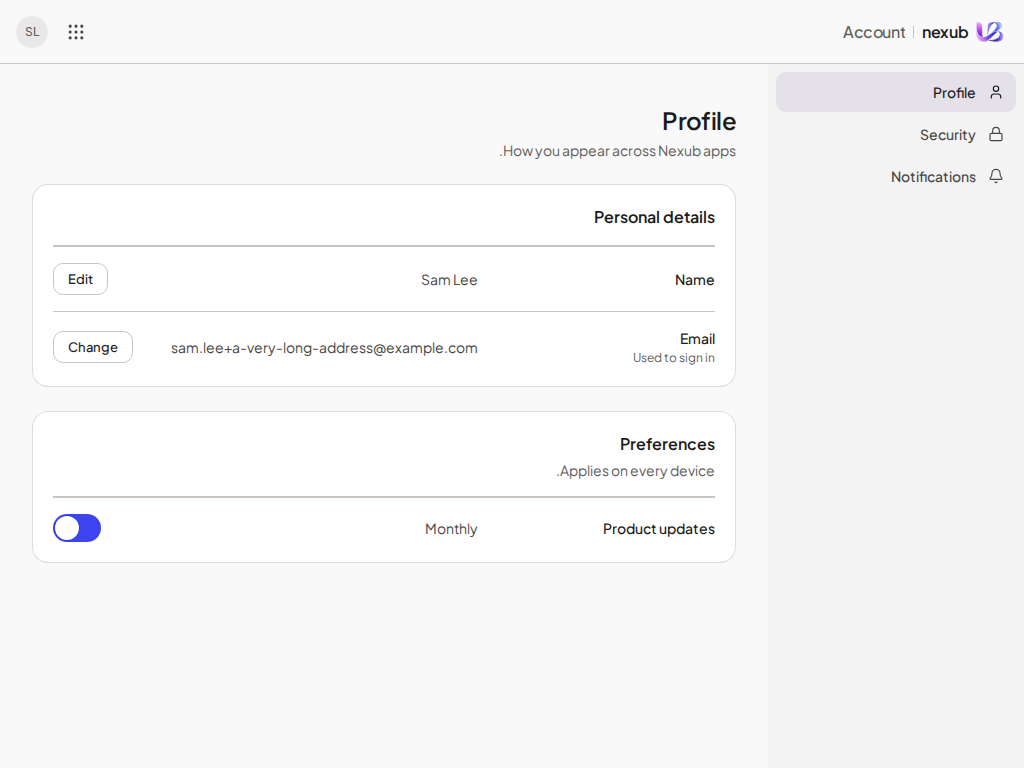 nexub | Account
SL
Profile
Security
Notifications
Profile
.How you appear across Nexub apps
Personal details
Name
Sam Lee
Edit
Email
Used to sign in
sam.lee+a-very-long-address@example.com
Change
Preferences
.Applies on every device
Product updates
Monthly